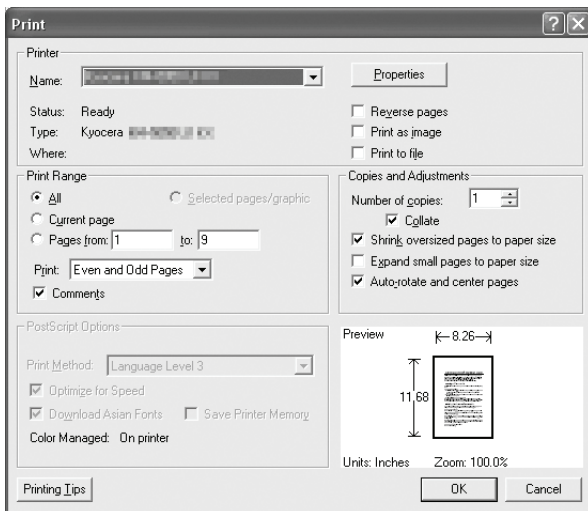 Print
Printer
Name: Kyocera
Properties
Status: Ready
Type: Kyocera
Where:
Reverse pages
Print as image
Print to file
Print Range
All
Selected pages/graphic
Current page
Pages from: 1 to: 9
Print: Even and Odd Pages
Comments
Copies and Adjustments
Number of copies: 1
Collate
Shrink oversized pages to paper size
Expand small pages to paper size
Auto-rotate and center pages
PostScript Options
Print Method: Language Level 3
Optimize for Speed
Download Asian Fonts Save Printer Memory
Color Managed: On printer
Preview
8.26
11,68
Units: Inches Zoom: 100.0%
Printing Tips
OK
Cancel